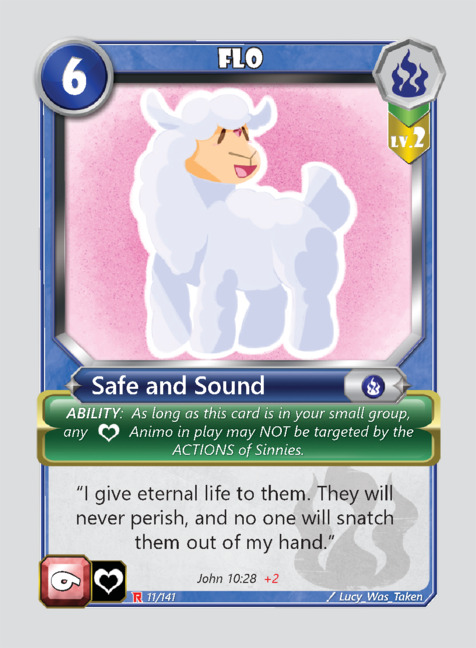 FLO
6
LV.2
Safe and Sound
ABILITY: As long as this card is in your small group,
any Animo in play may NOT be targeted by the
ACTIONS of Sinnies.
“I give eternal life to them. They will
never perish, and no one will snatch
them out of my hand.”
John 10:28 +2
6
R 11/141
/ Lucy_Was_Taken